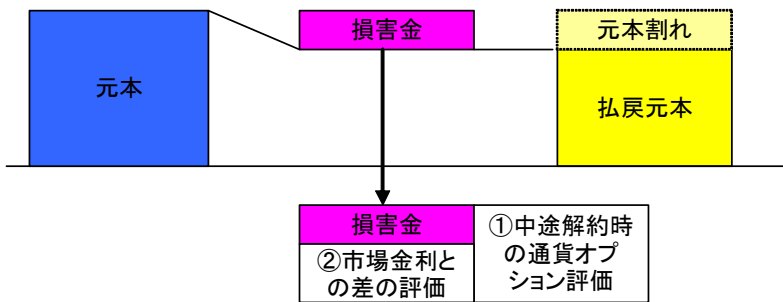 元本
損害金
元本割れ
払戻元本
損害金
②市場金利と
の差の評価
①中途解約時
の通貨オプ
ション評価